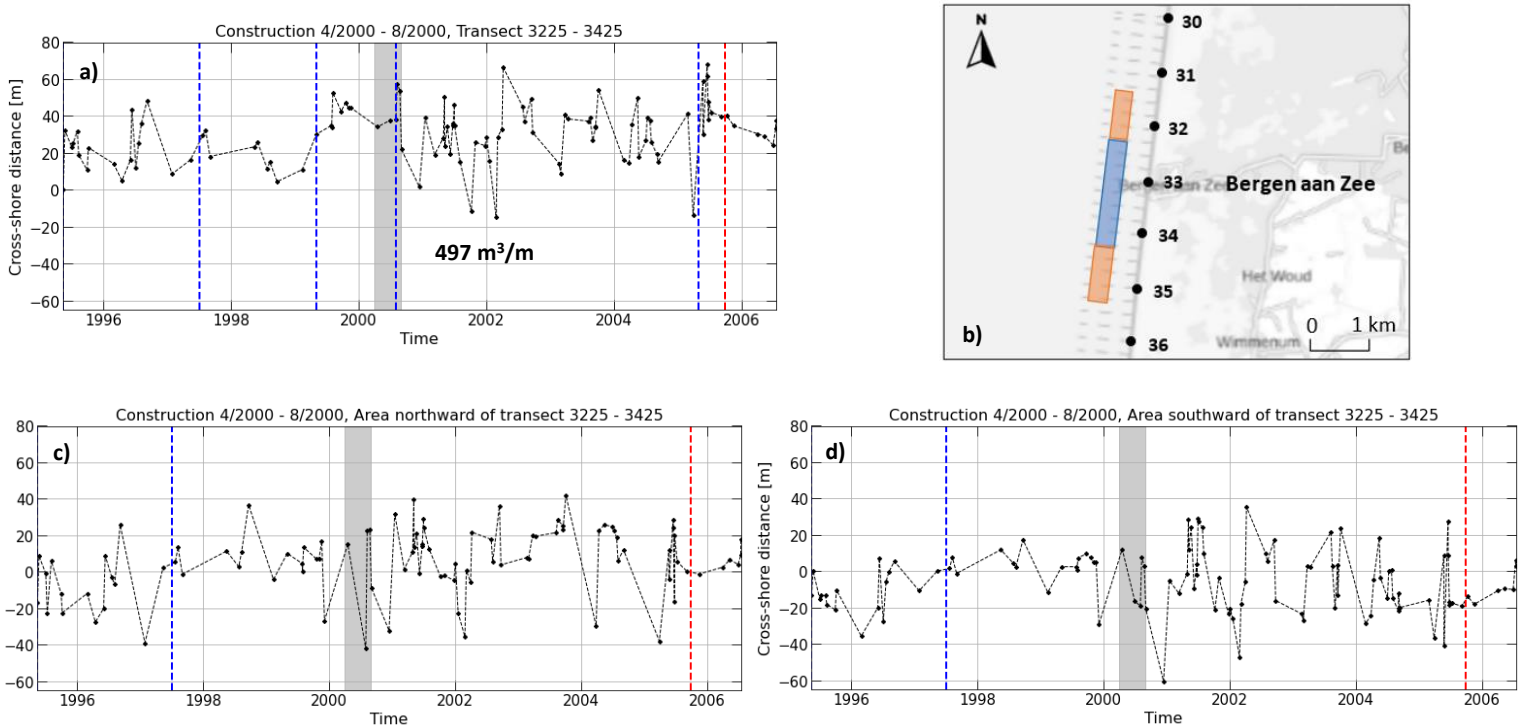 Construction 4/2000 - 8/2000, Transect 3225 - 3425
a)
80
60
40
20
0
−20
−40
−60
Cross-shore distance [m]
497 m³/m
1996 1998 2000 2002 2004 2006
Time
N
30
31
32
33
34
35
36
Bergen aan Zee
Bergen aan Zee
Be
Het Woud
Wimmenum
0 1 km
b)
Construction 4/2000 - 8/2000, Area northward of transect 3225 - 3425
c)
80
60
40
20
0
−20
−40
−60
1996 1998 2000 2002 2004 2006
Time
Construction 4/2000 - 8/2000, Area southward of transect 3225 - 3425
d)
80
60
40
20
0
−20
−40
−60
Cross-shore distance [m]
1996 1998 2000 2002 2004 2006
Time